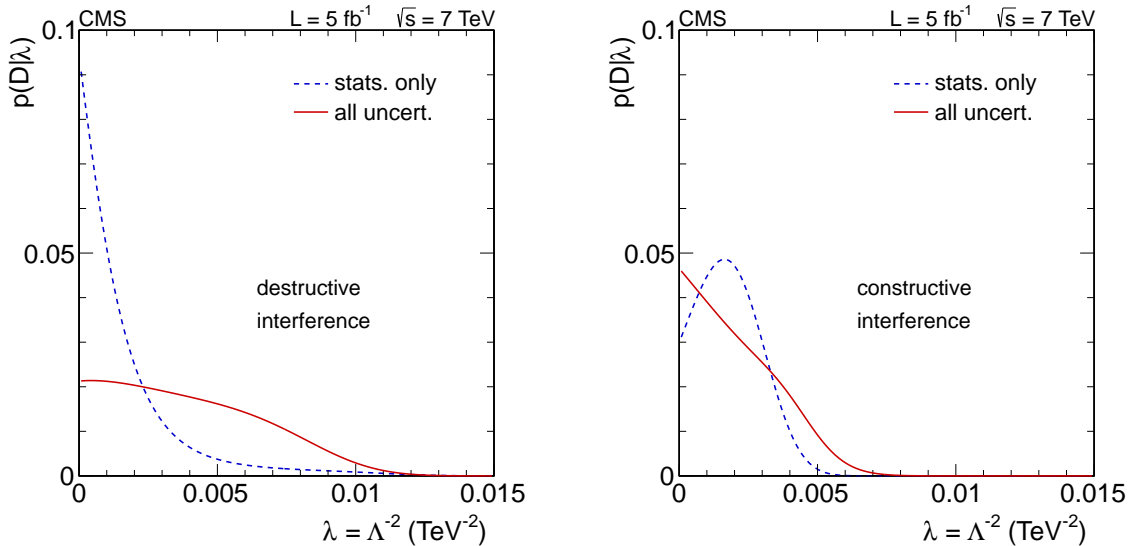 CMS L = 5 fb⁻¹ √s = 7 TeV
p(D|λ)
0.1
0.05
0
stats. only
all uncert.
destructive
interference
0 0.005 0.01 0.015
λ = Λ⁻² (TeV⁻²)
CMS L = 5 fb⁻¹ √s = 7 TeV
p(D|λ)
0.1
0.05
0
stats. only
all uncert.
constructive
interference
0 0.005 0.01 0.015
λ = Λ⁻² (TeV⁻²)